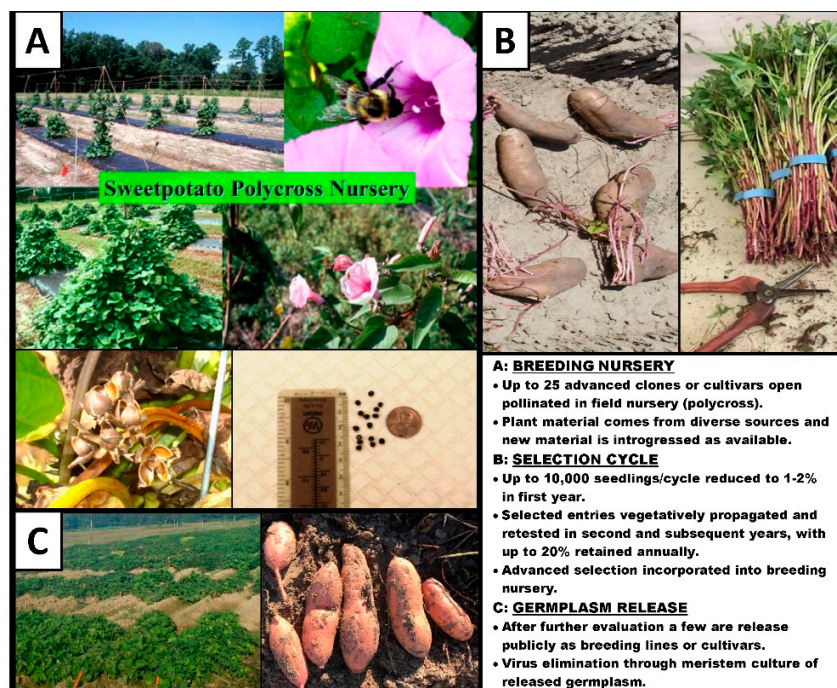 A
B
Sweetpotato Polycross Nursery
C
A: BREEDING NURSERY
• Up to 25 advanced clones or cultivars open
pollinated in field nursery (polycross).
• Plant material comes from diverse sources and
new material is introgressed as available.
B: SELECTION CYCLE
• Up to 10,000 seedlings/cycle reduced to 1-2%
in first year.
• Selected entries vegetatively propagated and
retested in second and subsequent years, with
up to 20% retained annually.
• Advanced selection incorporated into breeding
nursery.
C: GERMPLASM RELEASE
• After further evaluation a few are release
publicly as breeding lines or cultivars.
• Virus elimination through meristem culture of
released germplasm.